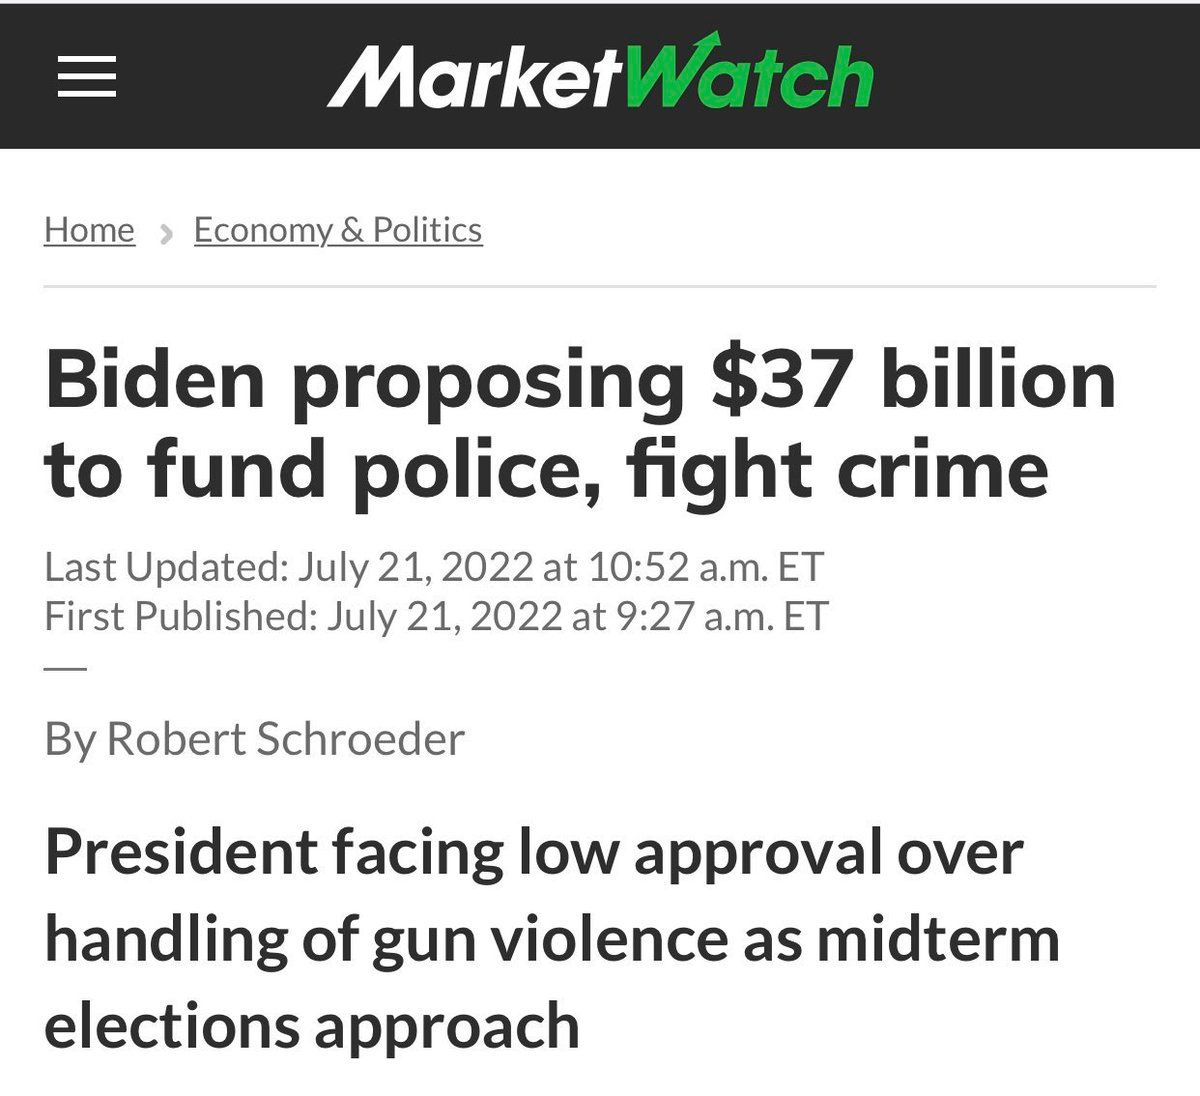 MarketWatch
Home › Economy & Politics
Biden proposing $37 billion
to fund police, fight crime
Last Updated: July 21, 2022 at 10:52 a.m. ET
First Published: July 21, 2022 at 9:27 a.m. ET
—
By Robert Schroeder
President facing low approval over
handling of gun violence as midterm
elections approach